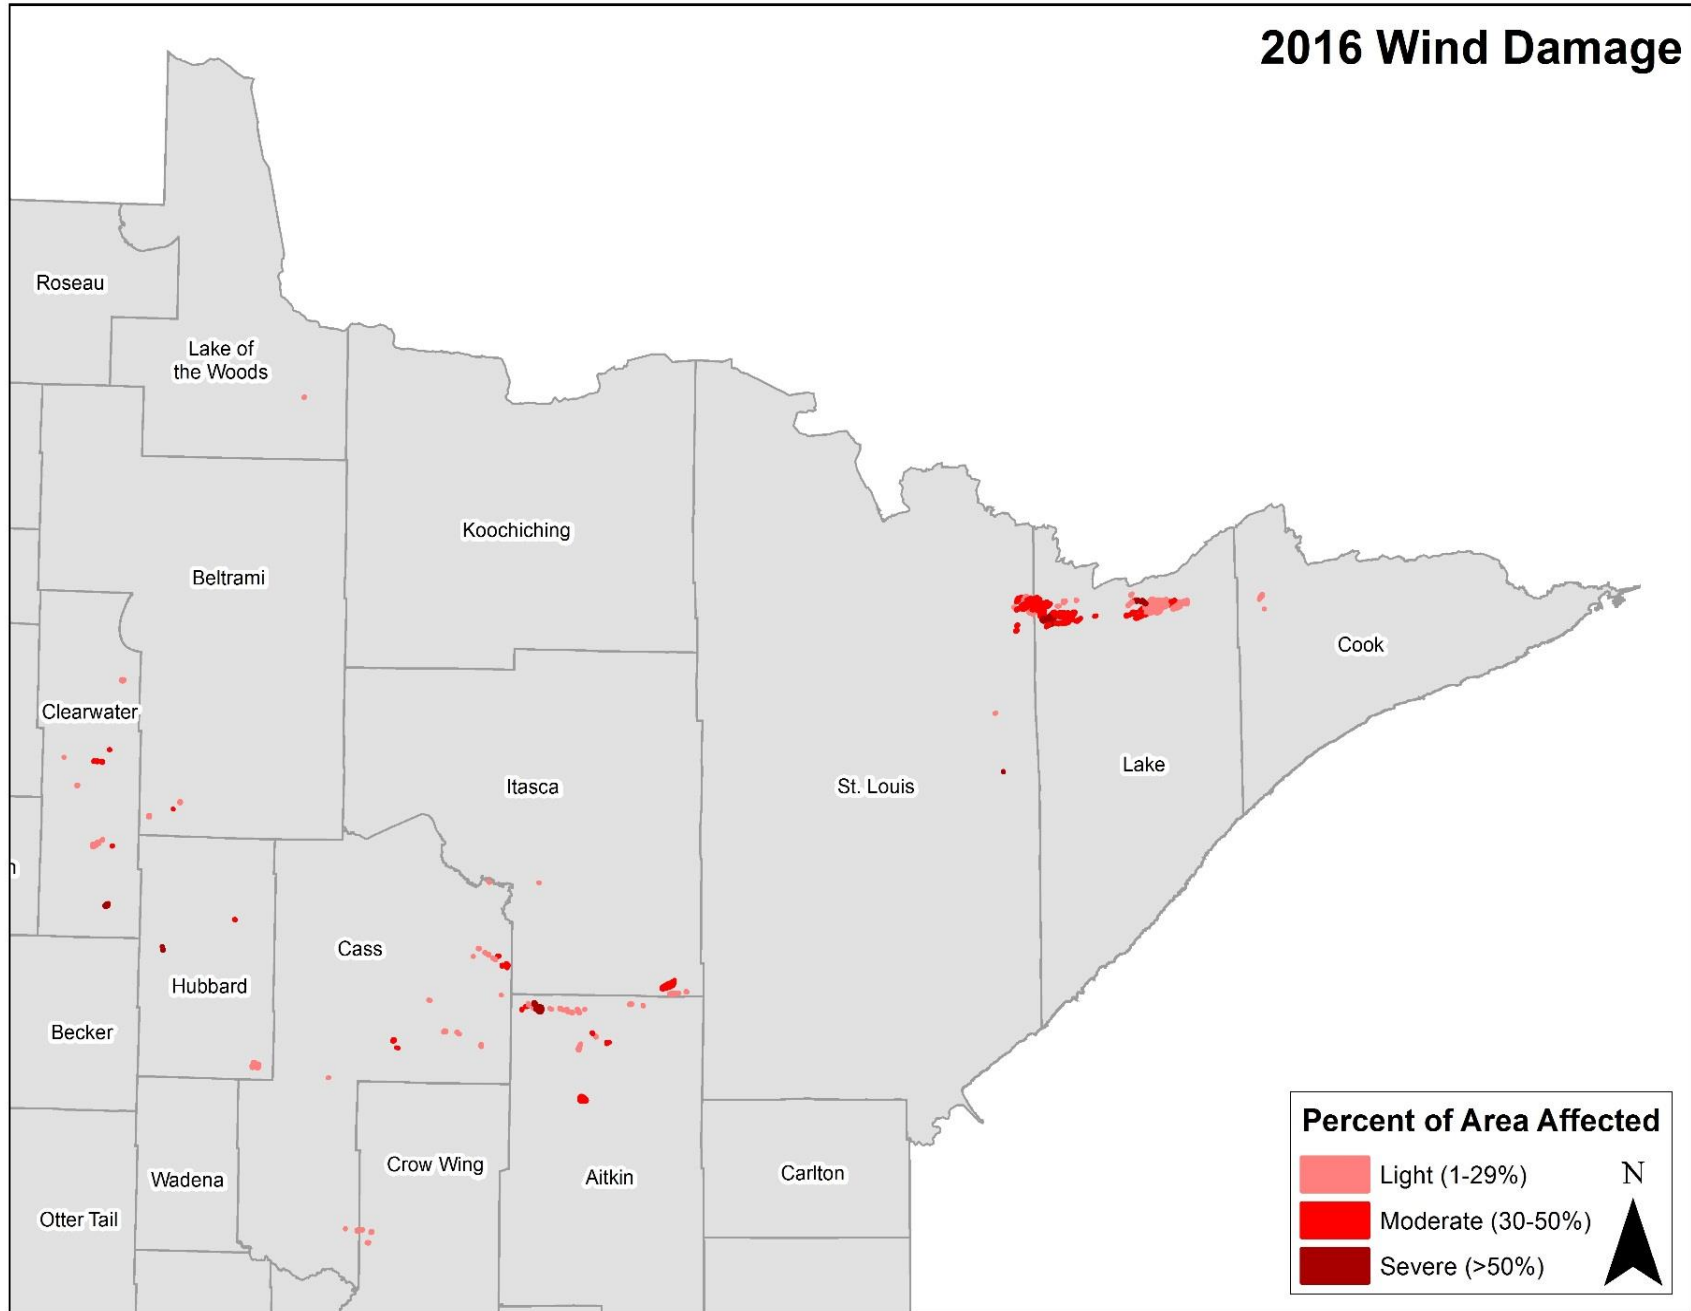 2016 Wind Damage
Roseau
Lake of
the Woods
Koochiching
Beltrami
Cook
Clearwater
Lake
Itasca
St. Louis
n
Cass
Hubbard
Becker
Crow Wing
Wadena
Aitkin
Carlton
Otter Tail
Percent of Area Affected
Light (1-29%)
N
Moderate (30-50%)
Severe (>50%)